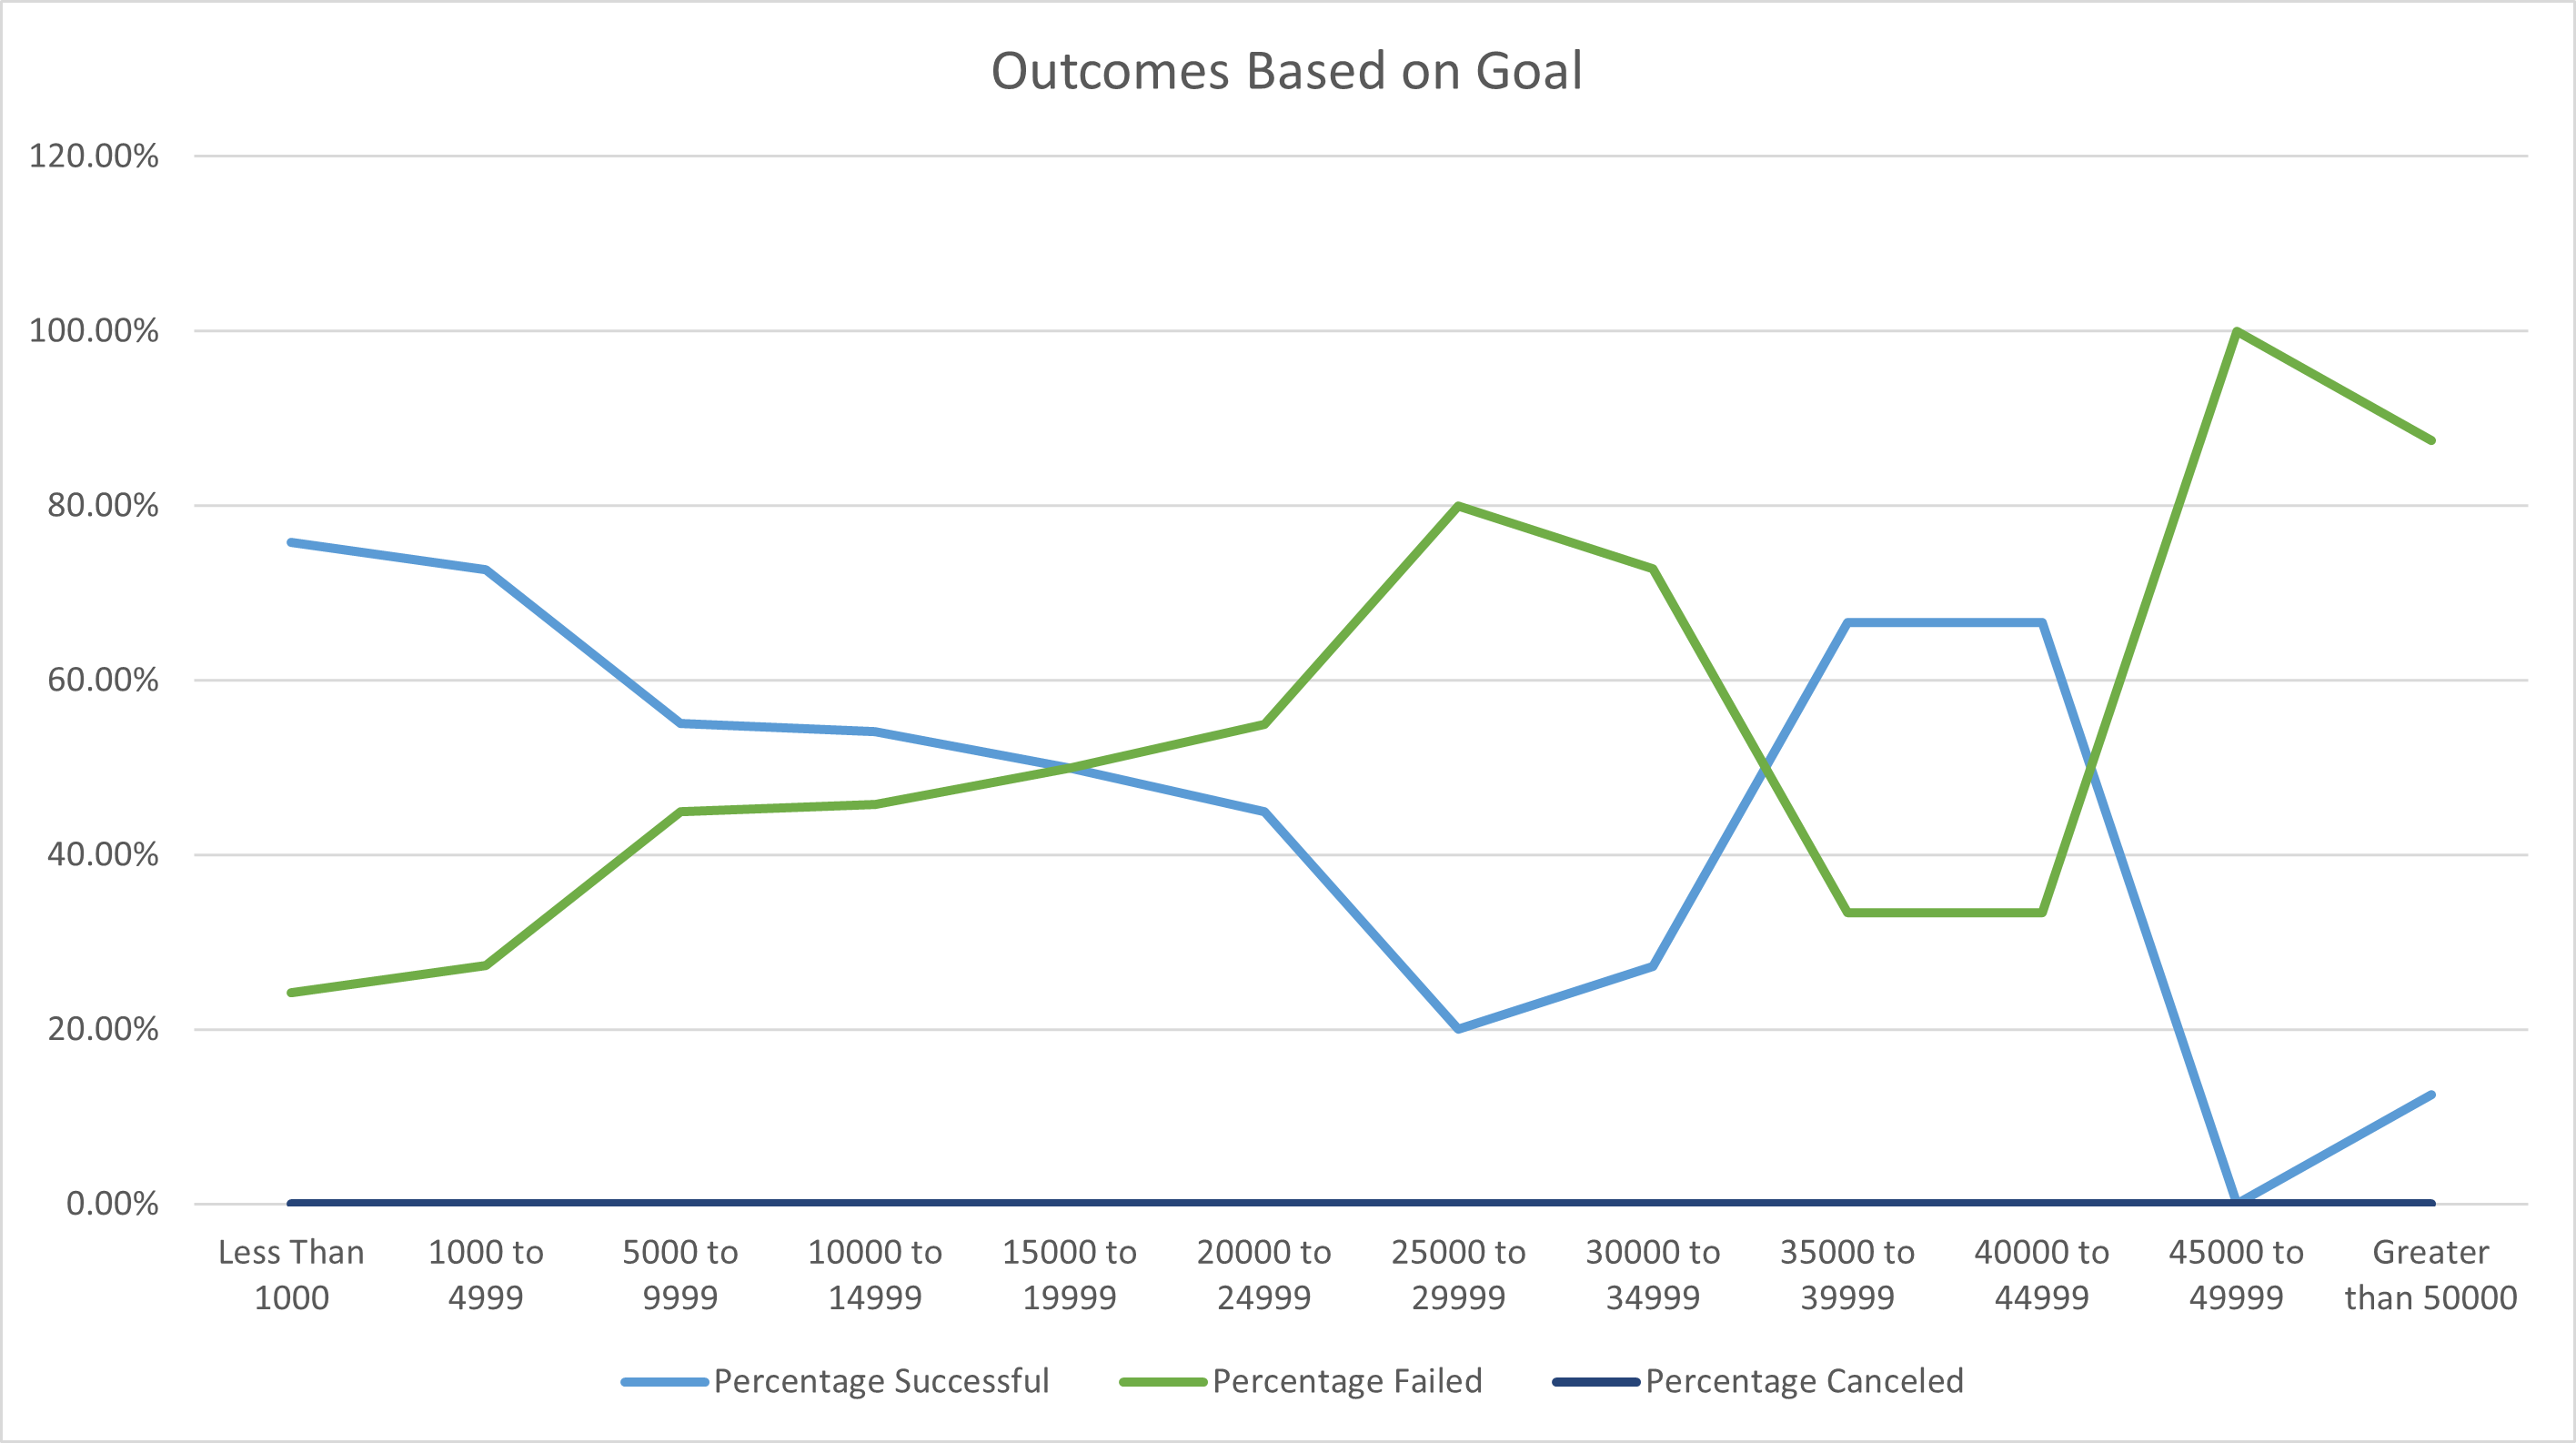 Outcomes Based on Goal
120.00%
100.00%
80.00%
60.00%
40.00%
20.00%
0.00%
Less Than
1000
1000 to
4999
5000 to
9999
10000 to
14999
15000 to
19999
20000 to
24999
25000 to
29999
30000 to
34999
35000 to
39999
40000 to
44999
45000 to
49999
Greater
than 50000
Percentage Successful
Percentage Failed
Percentage Canceled